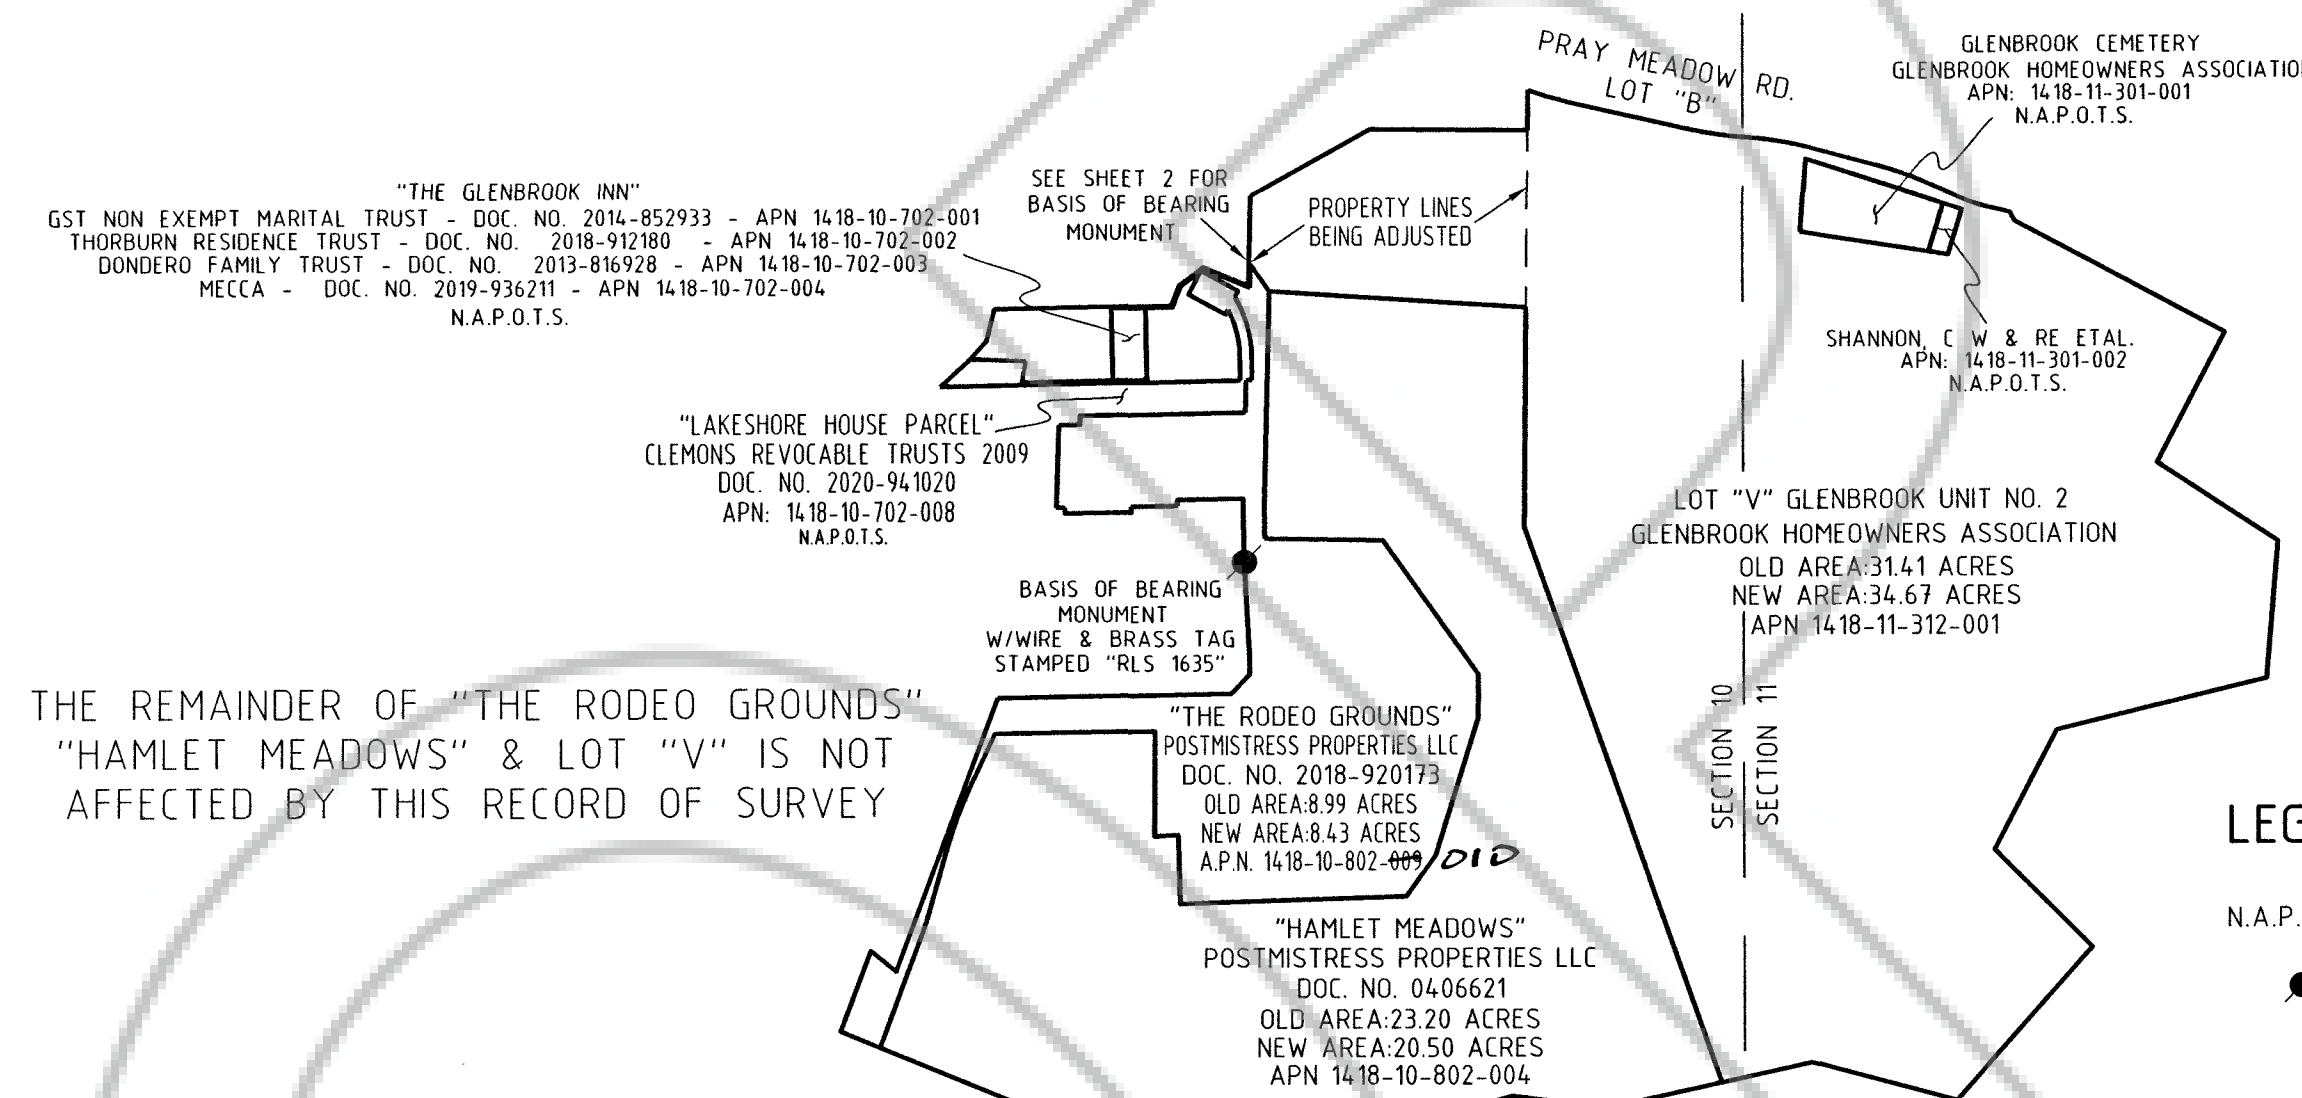 PRAY MEADOW RD.
LOT "B"
GLENBROOK CEMETERY
GLENBROOK HOMEOWNERS ASSOCIATIO
APN: 1418-11-301-001
N.A.P.O.T.S.
"THE GLENBROOK INN"
GST NON EXEMPT MARITAL TRUST - DOC. NO. 2014-852933 - APN 1418-10-702-001
THORBURN RESIDENCE TRUST - DOC. NO. 2018-912180 - APN 1418-10-702-002
DONDERO FAMILY TRUST - DOC. NO. 2013-816928 - APN 1418-10-702-003
MECCA - DOC. NO. 2019-936211 - APN 1418-10-702-004
N.A.P.O.T.S.
SEE SHEET 2 FOR
BASIS OF BEARING
MONUMENT
PROPERTY LINES
BEING ADJUSTED
SHANNON, C W & RE ETAL.
APN: 1418-11-301-002
N.A.P.O.T.S.
"LAKESHORE HOUSE PARCEL"
CLEMONS REVOCABLE TRUSTS 2009
DOC. NO. 2020-941020
APN: 1418-10-702-008
N.A.P.O.T.S.
LOT "V" GLENBROOK UNIT NO. 2
GLENBROOK HOMEOWNERS ASSOCIATION
OLD AREA:31.41 ACRES
NEW AREA:34.67 ACRES
APN 1418-11-312-001
BASIS OF BEARING
MONUMENT
W/WIRE & BRASS TAG
STAMPED "RLS 1635"
SECTION 10
SECTION 11
THE REMAINDER OF "THE RODEO GROUNDS"
"HAMLET MEADOWS" & LOT "V" IS NOT
AFFECTED BY THIS RECORD OF SURVEY
"THE RODEO GROUNDS"
POSTMISTRESS PROPERTIES LLC
DOC. NO. 2018-920173
OLD AREA:8.99 ACRES
NEW AREA:8.43 ACRES
A.P.N. 1418-10-802-009 010
"HAMLET MEADOWS"
POSTMISTRESS PROPERTIES LLC
DOC. NO. 0406621
OLD AREA:23.20 ACRES
NEW AREA:20.50 ACRES
APN 1418-10-802-004
LEG
N.A.P.